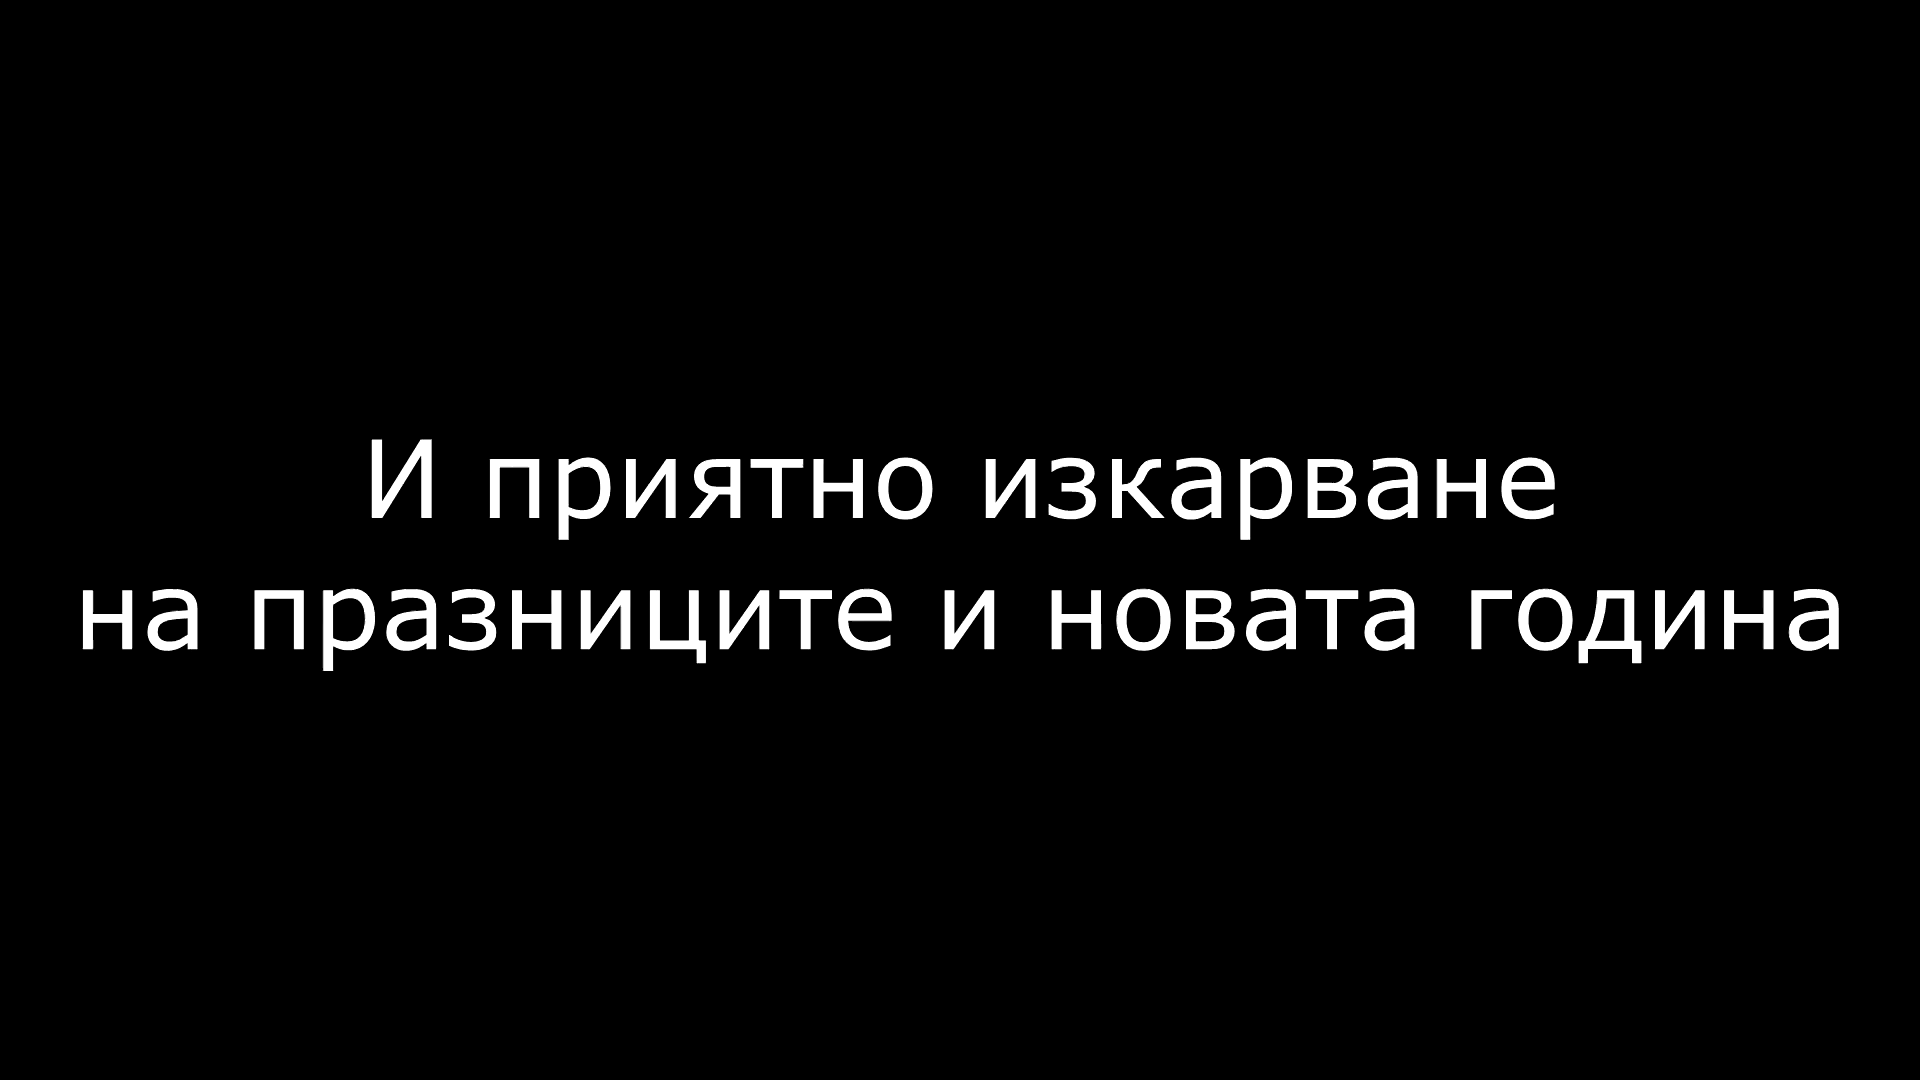 И приятно изкарване
на празниците и новата година